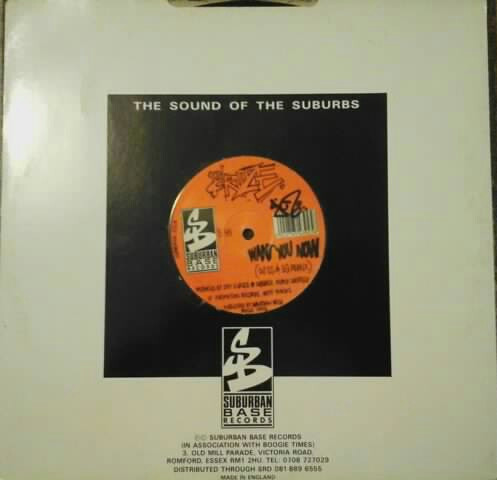 THE SOUND OF THE SUBURBS
SUBURBAN
BASE
RECORDS
WANT YOU NOW
SUBURBAN
BASE
RECORDS
SUBURBAN BASE RECORDS
(IN ASSOCIATION WITH BOOGIE TIMES)
3, OLD MILL PARADE, VICTORIA ROAD,
ROMFORD, ESSEX RM1 2HU. TEL: 0708 727029
DISTRIBUTED THROUGH SRD 081 889 6555
MADE IN ENGLAND